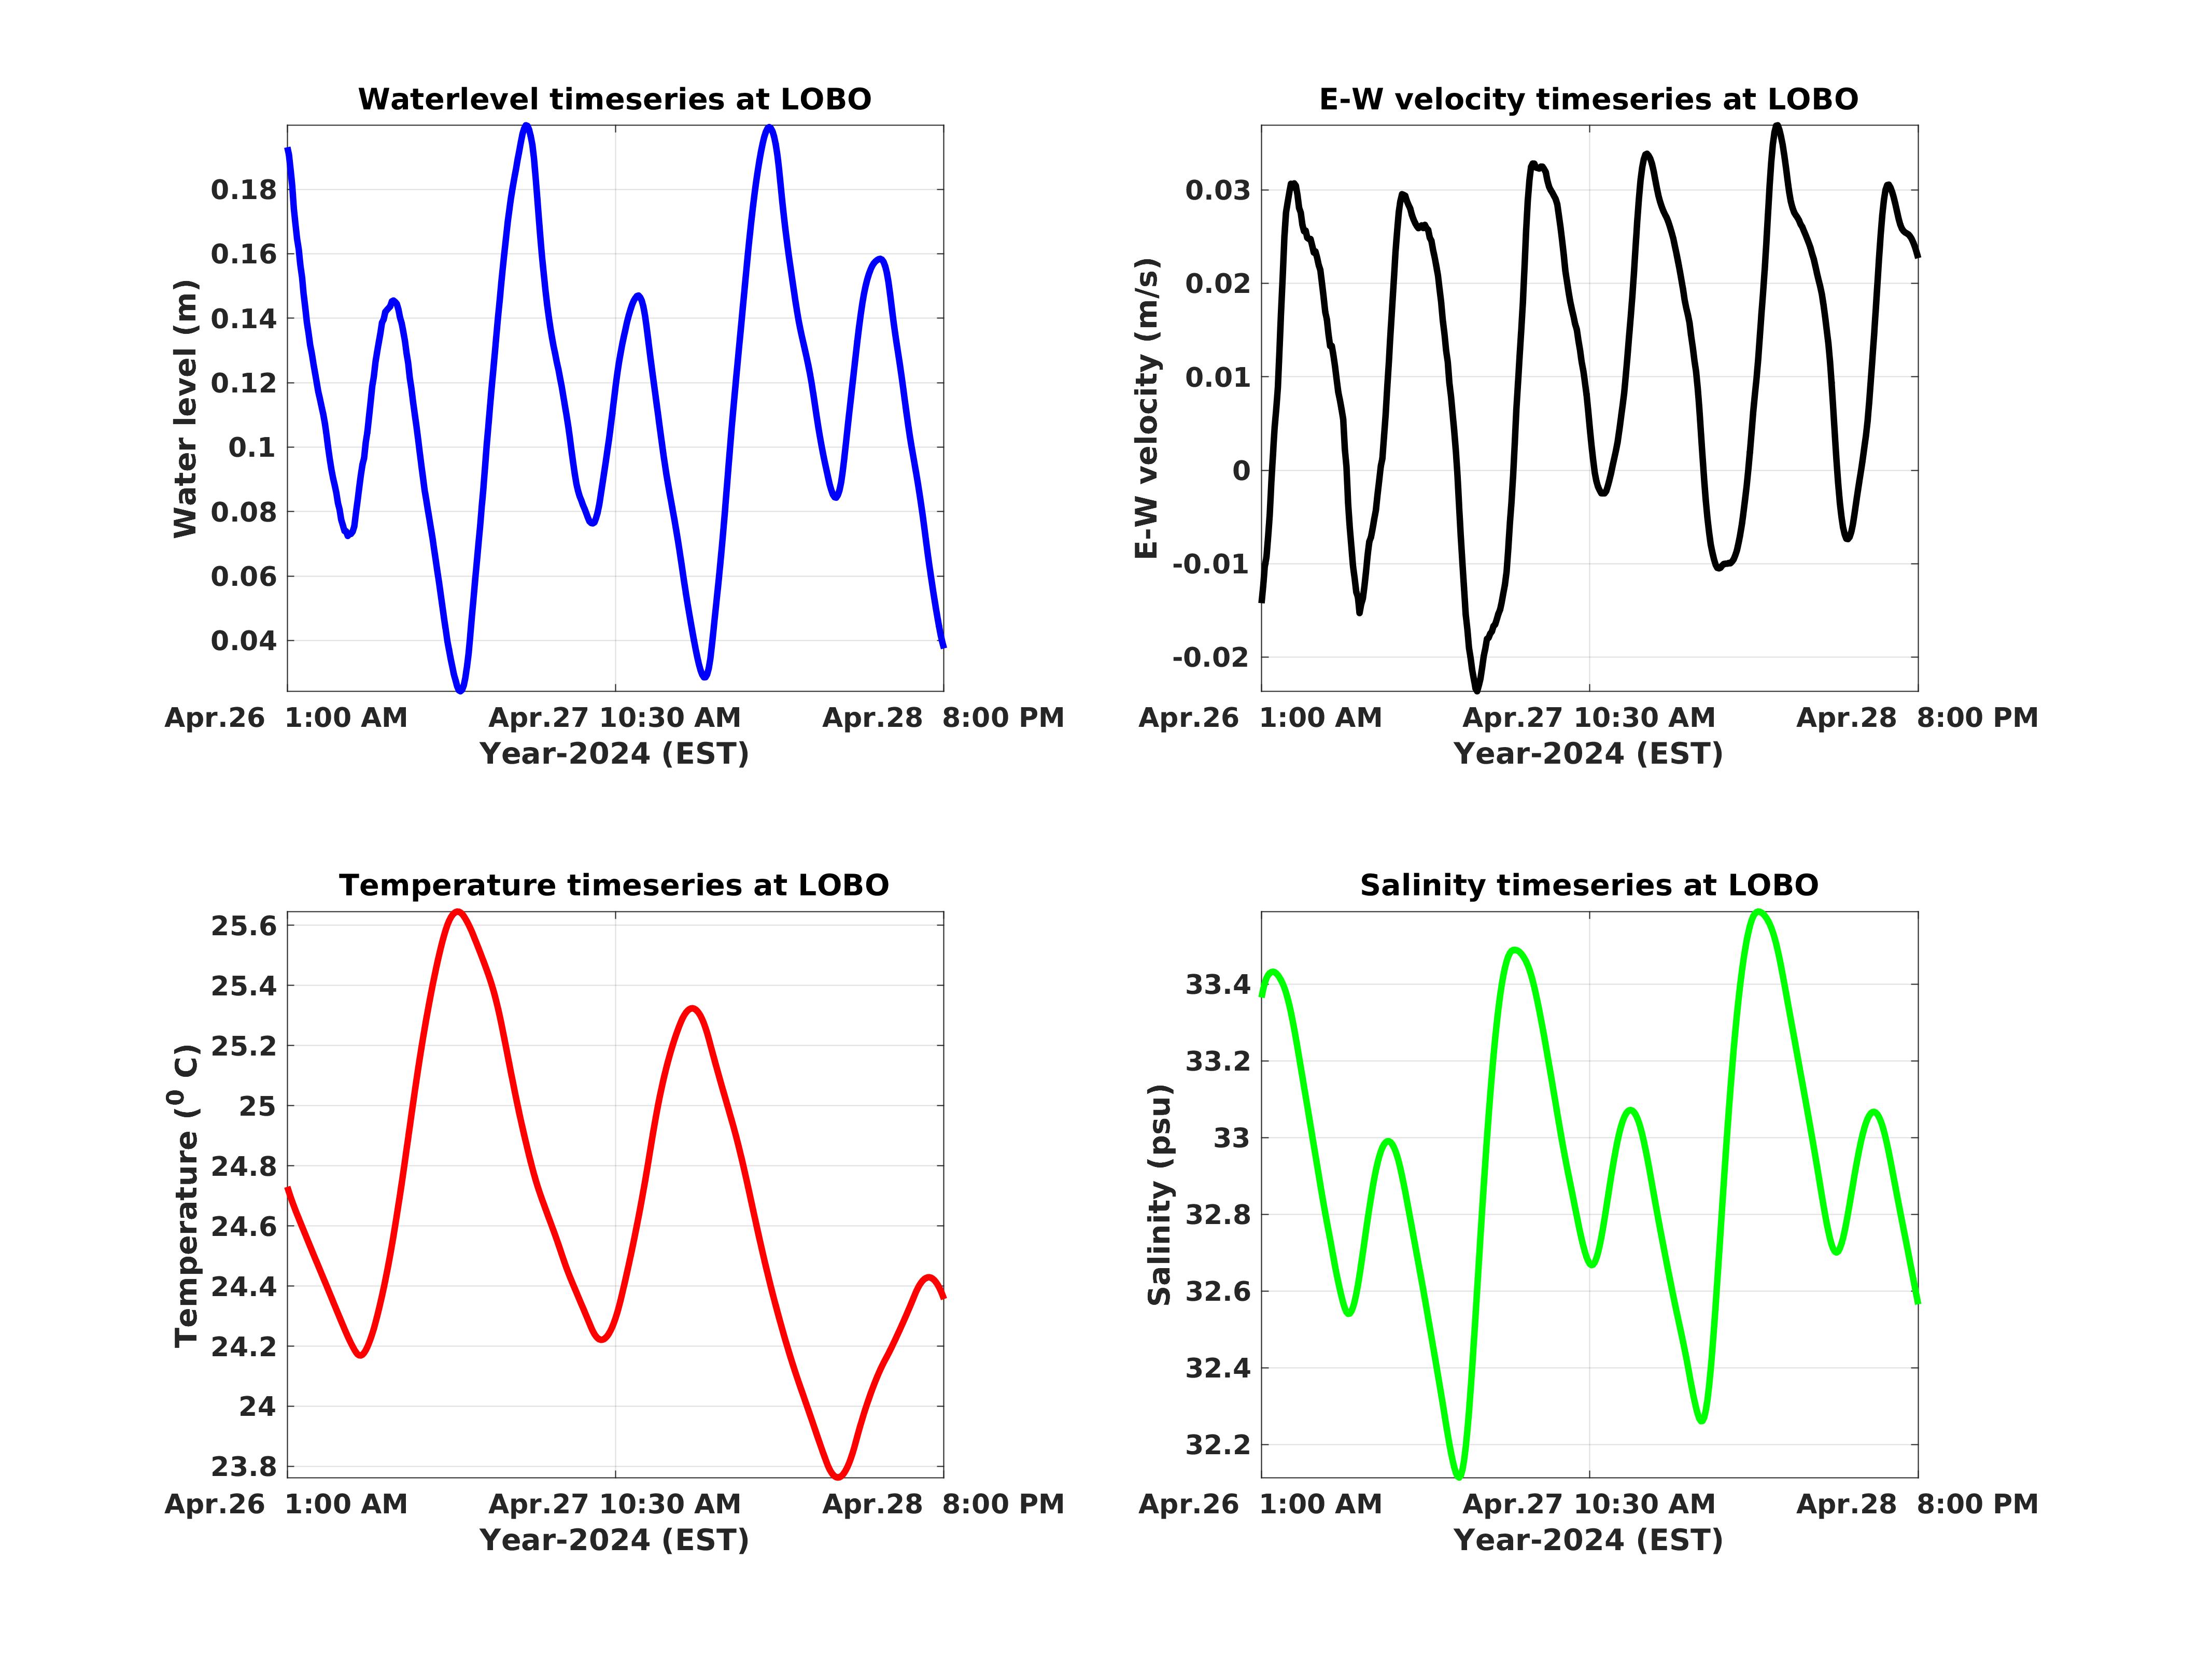 Waterlevel timeseries at LOBO
Water level (m)
0.18
0.16
0.14
0.12
0.1
0.08
0.06
0.04
Apr.26 1:00 AM Apr.27 10:30 AM Apr.28 8:00 PM
Year-2024 (EST)
E-W velocity timeseries at LOBO
E-W velocity (m/s)
0.03
0.02
0.01
0
-0.01
-0.02
Apr.26 1:00 AM Apr.27 10:30 AM Apr.28 8:00 PM
Year-2024 (EST)
Temperature timeseries at LOBO
Temperature (⁰ C)
25.6
25.4
25.2
25
24.8
24.6
24.4
24.2
24
23.8
Apr.26 1:00 AM Apr.27 10:30 AM Apr.28 8:00 PM
Year-2024 (EST)
Salinity timeseries at LOBO
Salinity (psu)
33.4
33.2
33
32.8
32.6
32.4
32.2
Apr.26 1:00 AM Apr.27 10:30 AM Apr.28 8:00 PM
Year-2024 (EST)